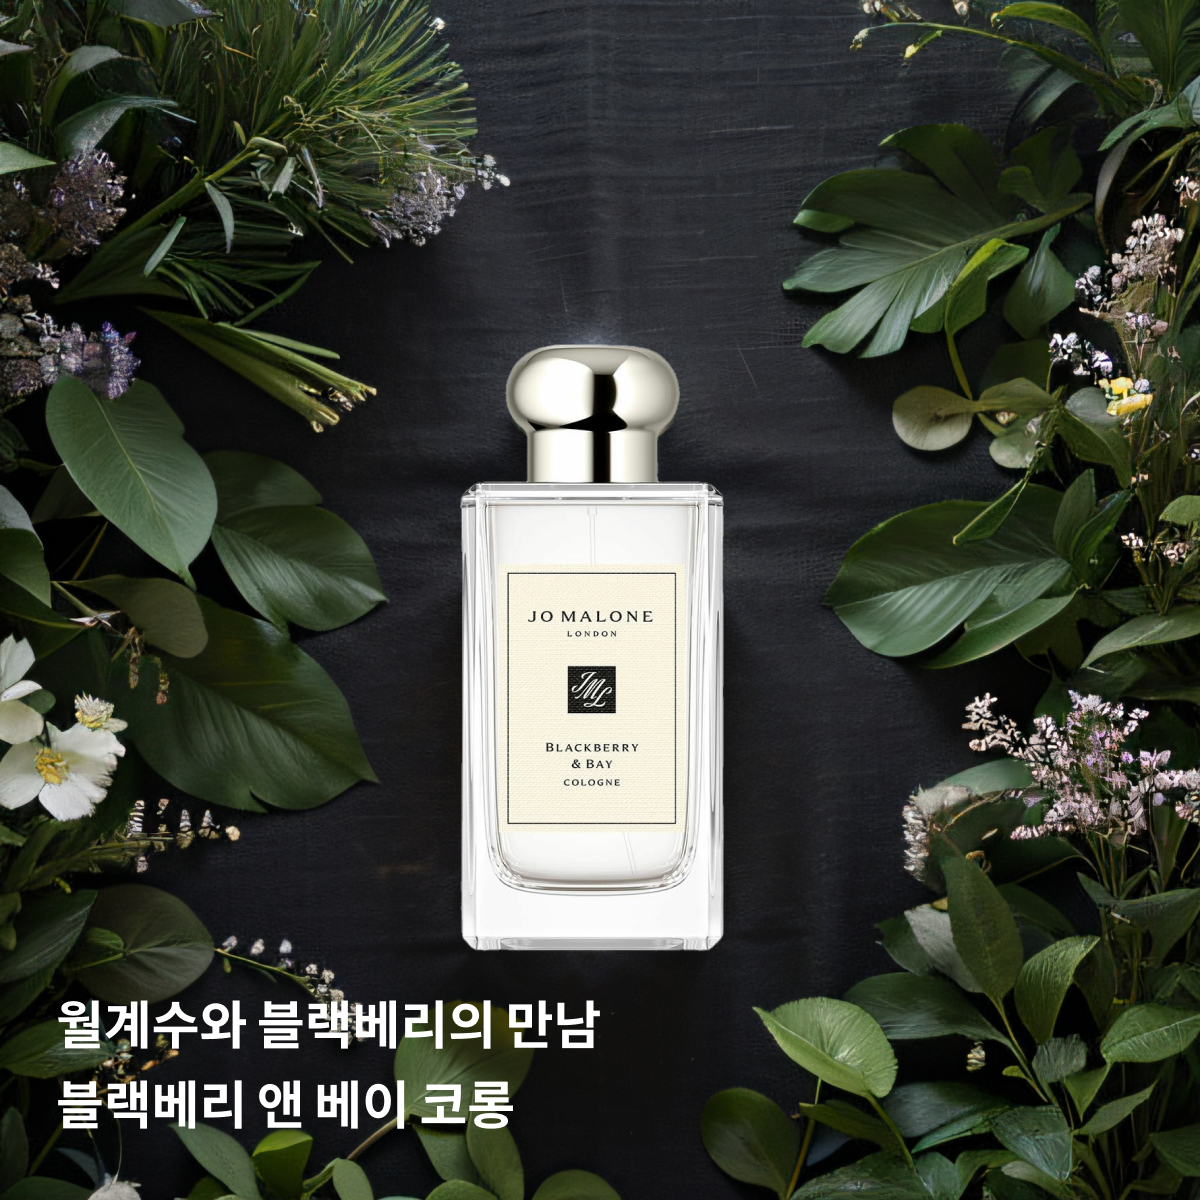 JO MALONE
LONDON
JML
BLACKBERRY
& BAY
COLOGNE
월계수와 블랙베리의 만남
블랙베리 앤 베이 코롱